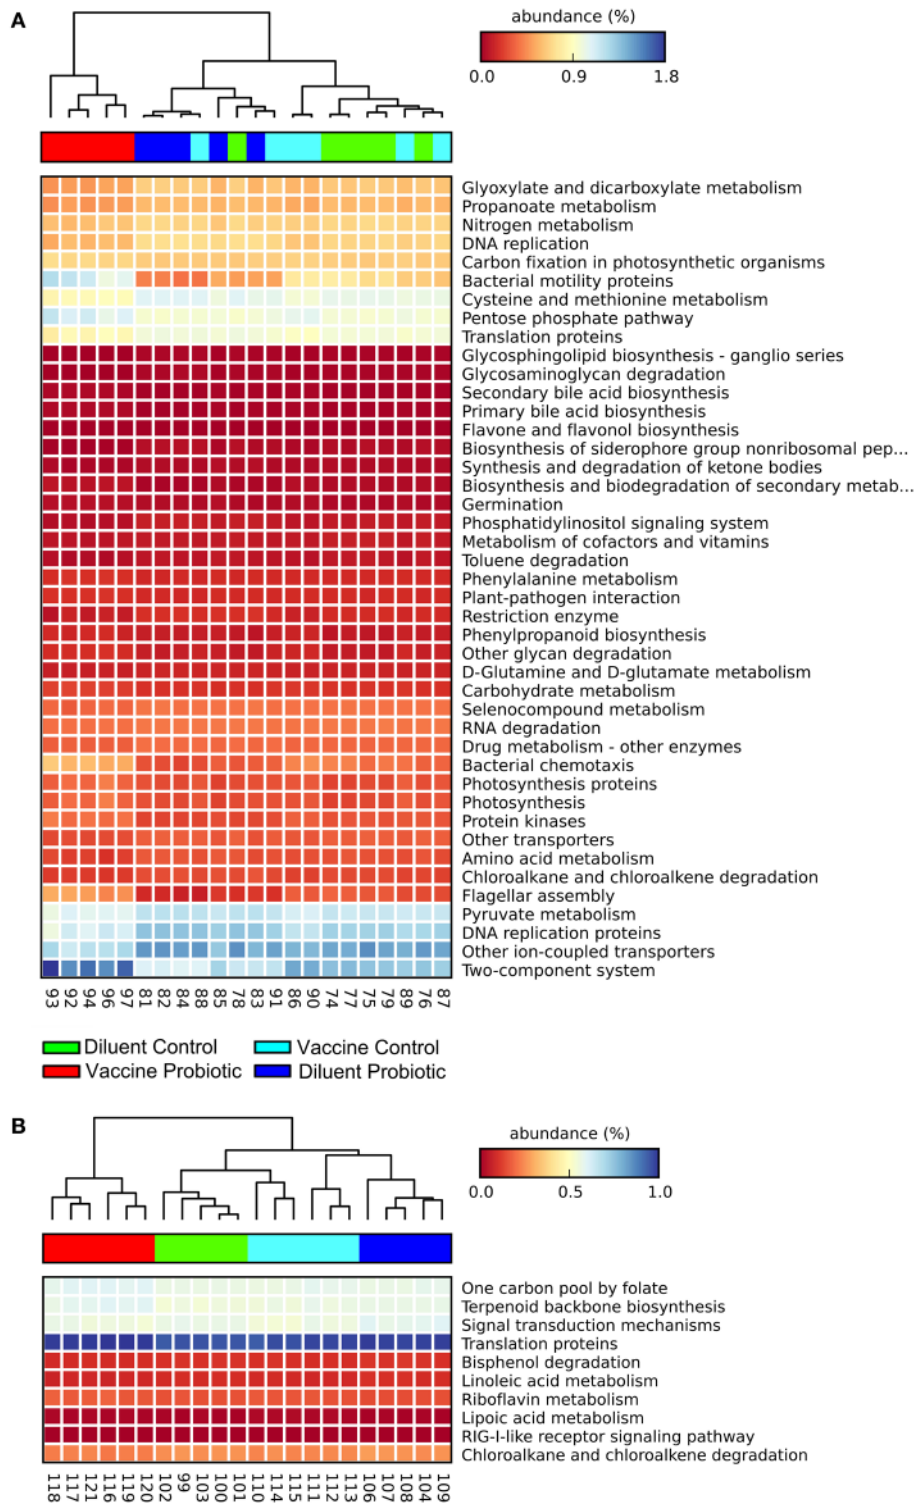 A
abundance (%)
0.0 0.9 1.8
Glyoxylate and dicarboxylate metabolism
Propanoate metabolism
Nitrogen metabolism
DNA replication
Carbon fixation in photosynthetic organisms
Bacterial motility proteins
Cysteine and methionine metabolism
Pentose phosphate pathway
Translation proteins
Glycosphingolipid biosynthesis - ganglio series
Glycosaminoglycan degradation
Secondary bile acid biosynthesis
Primary bile acid biosynthesis
Flavone and flavonol biosynthesis
Biosynthesis of siderophore group nonribosomal pep...
Synthesis and degradation of ketone bodies
Biosynthesis and biodegradation of secondary metab...
Germination
Phosphatidylinositol signaling system
Metabolism of cofactors and vitamins
Toluene degradation
Phenylalanine metabolism
Plant-pathogen interaction
Restriction enzyme
Phenylpropanoid biosynthesis
Other glycan degradation
D-Glutamine and D-glutamate metabolism
Carbohydrate metabolism
Selenocompound metabolism
RNA degradation
Drug metabolism - other enzymes
Bacterial chemotaxis
Photosynthesis proteins
Photosynthesis
Protein kinases
Other transporters
Amino acid metabolism
Chloroalkane and chloroalkene degradation
Flagellar assembly
Pyruvate metabolism
DNA replication proteins
Other ion-coupled transporters
Two-component system
93 92 94 96 97 81 82 84 88 85 78 83 91 86 90 74 77 75 79 89 76 87
Diluent Control Vaccine Control
Vaccine Probiotic Diluent Probiotic
B
abundance (%)
0.0 0.5 1.0
One carbon pool by folate
Terpenoid backbone biosynthesis
Signal transduction mechanisms
Translation proteins
Bisphenol degradation
Linoleic acid metabolism
Riboflavin metabolism
Lipoic acid metabolism
RIG-I-like receptor signaling pathway
Chloroalkane and chloroalkene degradation
118 117 121 116 119 120 102 99 103 100 101 110 114 115 111 112 113 106 107 108 104 109